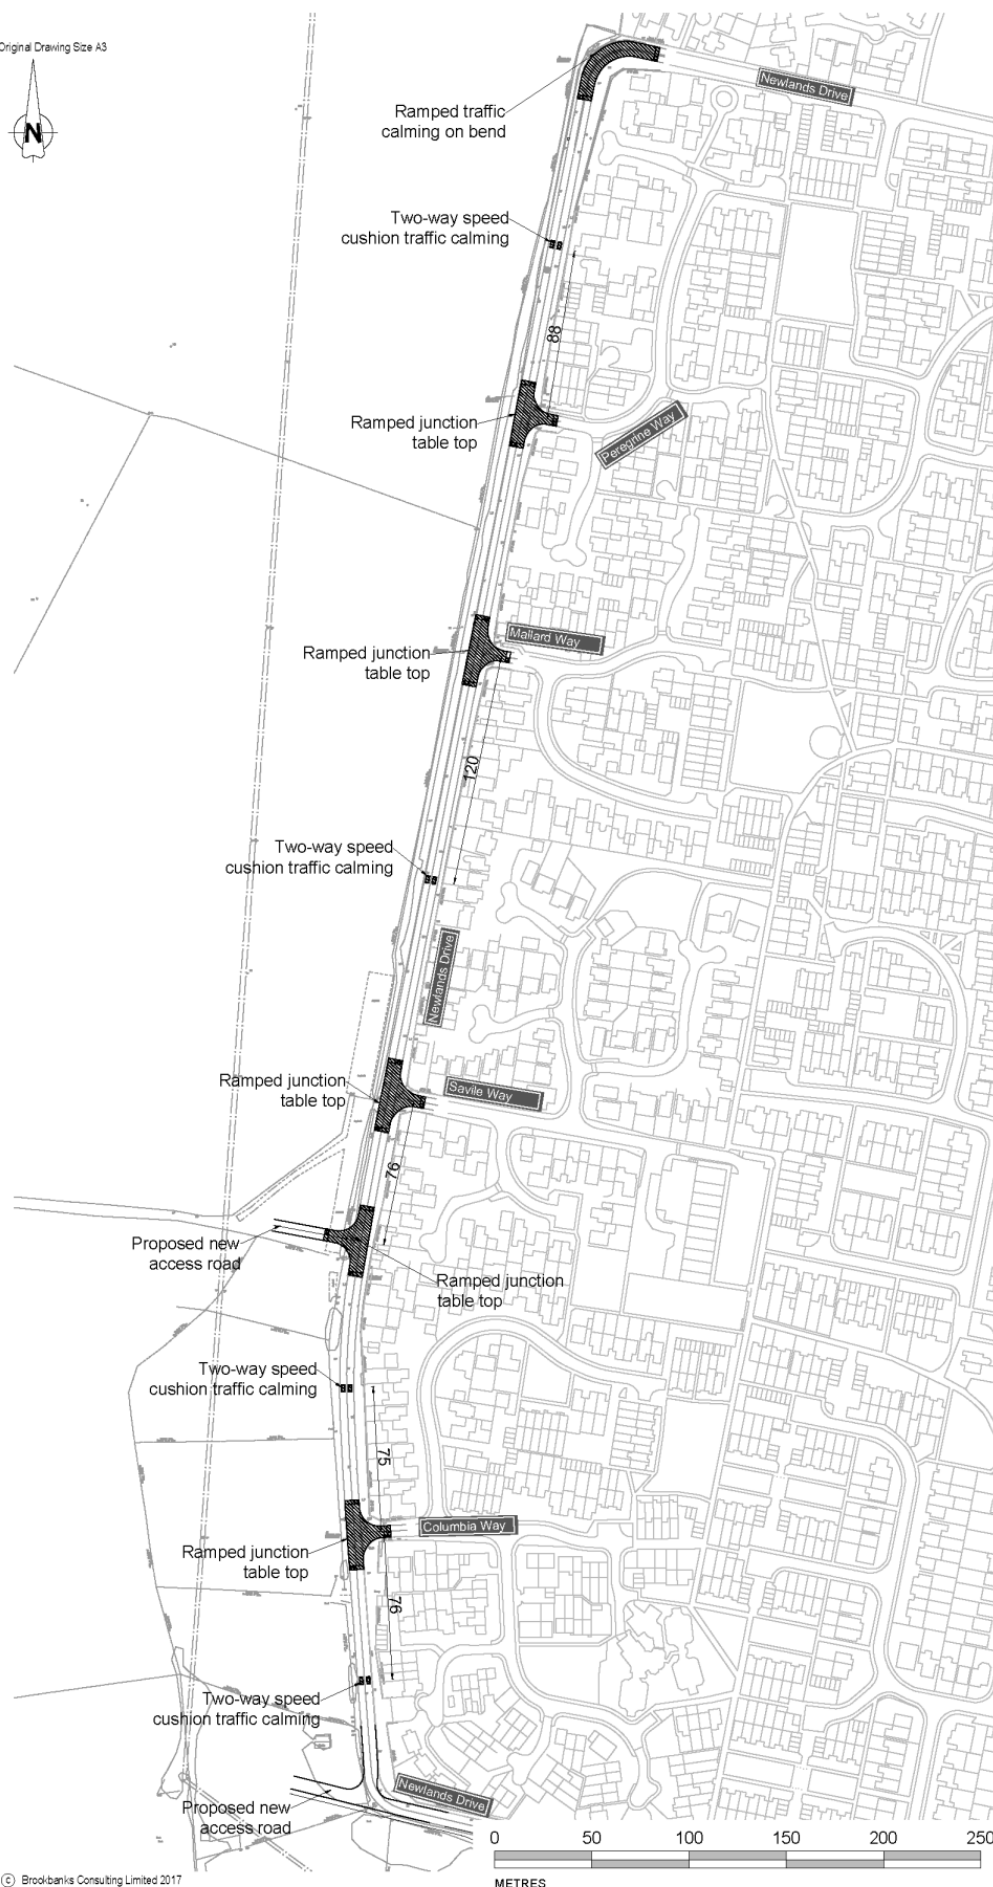 Original Drawing Size A3
N
Newlands Drive
Ramped traffic
calming on bend
Two-way speed
cushion traffic calming
88
Ramped junction
table top
Peregrine Way
Mallard Way
Ramped junction
table top
120
Two-way speed
cushion traffic calming
Newlands Drive
Ramped junction
table top
Savile Way
76
Proposed new
access road
Ramped junction
table top
Two-way speed
cushion traffic calming
75
Columbia Way
Ramped junction
table top
76
Two-way speed
cushion traffic calming
Newlands Drive
Proposed new
access road
0 50 100 150 200 250
METRES
© Brookbanks Consulting Limited 2017